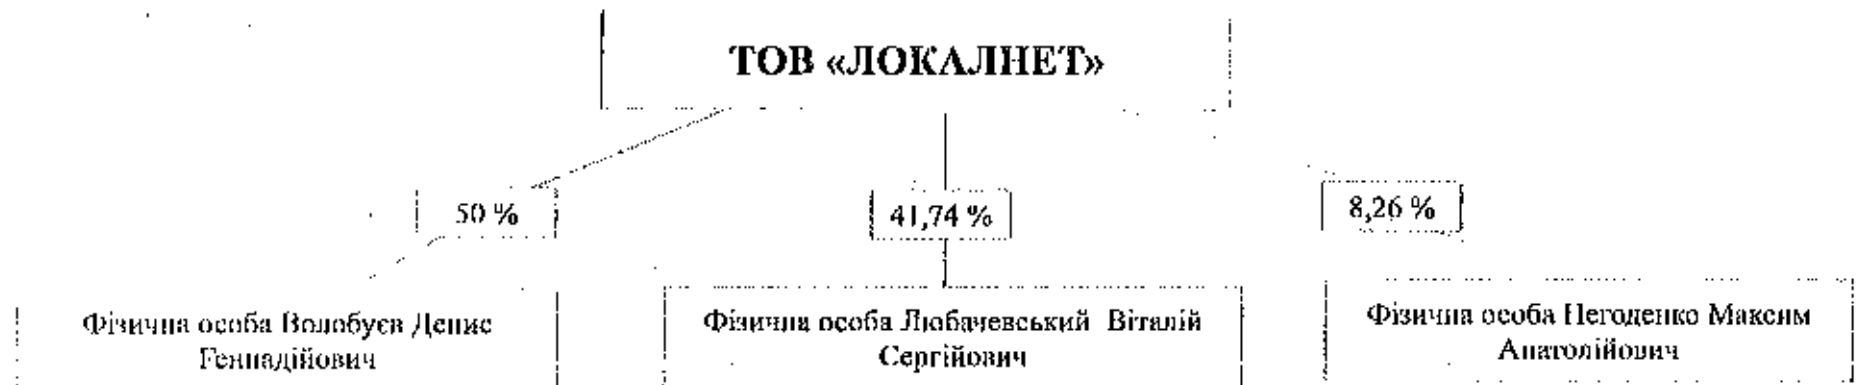 ТОВ «ЛОКАЛНЕТ»
50 %
41,74 %
8,26 %
Фізична особа Волобуєв Денис
Геннадійович
Фізична особа Любачевський Віталій
Сергійович
Фізична особа Негоденко Максим
Анатолійович